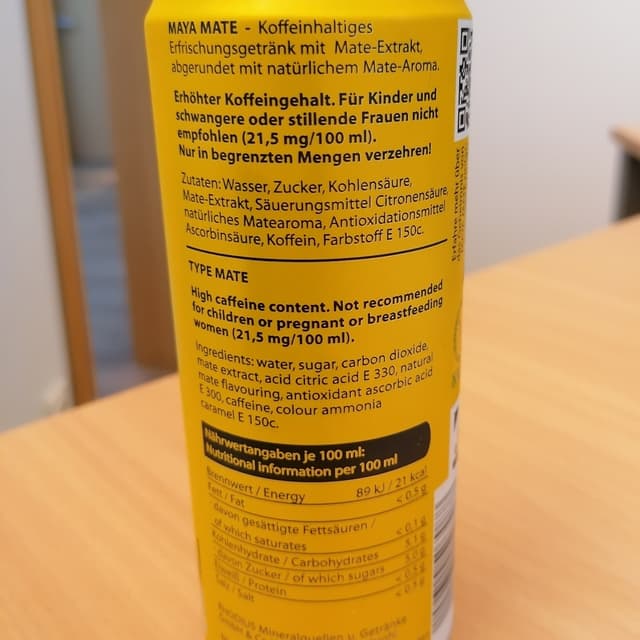 MAYA MATE - Koffeinhaltiges
Erfrischungsgetränk mit Mate-Extrakt,
abgerundet mit natürlichem Mate-Aroma.
Erhöhter Koffeingehalt. Für Kinder und
schwangere oder stillende Frauen nicht
empfohlen (21,5 mg/100 ml).
Nur in begrenzten Mengen verzehren!
Zutaten: Wasser, Zucker, Kohlensäure,
Mate-Extrakt, Säuerungsmittel Citronensäure,
natürliches Matearoma, Antioxidationsmittel
Ascorbinsäure, Koffein, Farbstoff E 150c.
TYPE MATE
High caffeine content. Not recommended
for children or pregnant or breastfeeding
women (21,5 mg/100 ml).
Ingredients: water, sugar, carbon dioxide,
mate extract, acid citric acid E 330, natural
mate flavouring, antioxidant ascorbic acid
E 300, caffeine, colour ammonia
caramel E 150c.
Nährwertangaben je 100 ml:
Nutritional information per 100 ml
Brennwert / Energy 89 kJ / 21 kcal
Fett / Fat < 0,5 g
davon gesättigte Fettsäuren /
of which saturates < 0,1 g
Kohlenhydrate / Carbohydrates 5,1 g
davon Zucker / of which sugars 5,0 g
Eiweiß / Protein < 0,5 g
Salz / Salt < 0,1 g
RHODIUS Mineralquellen u. Getränke
GmbH & Co
Erfahre mehr über